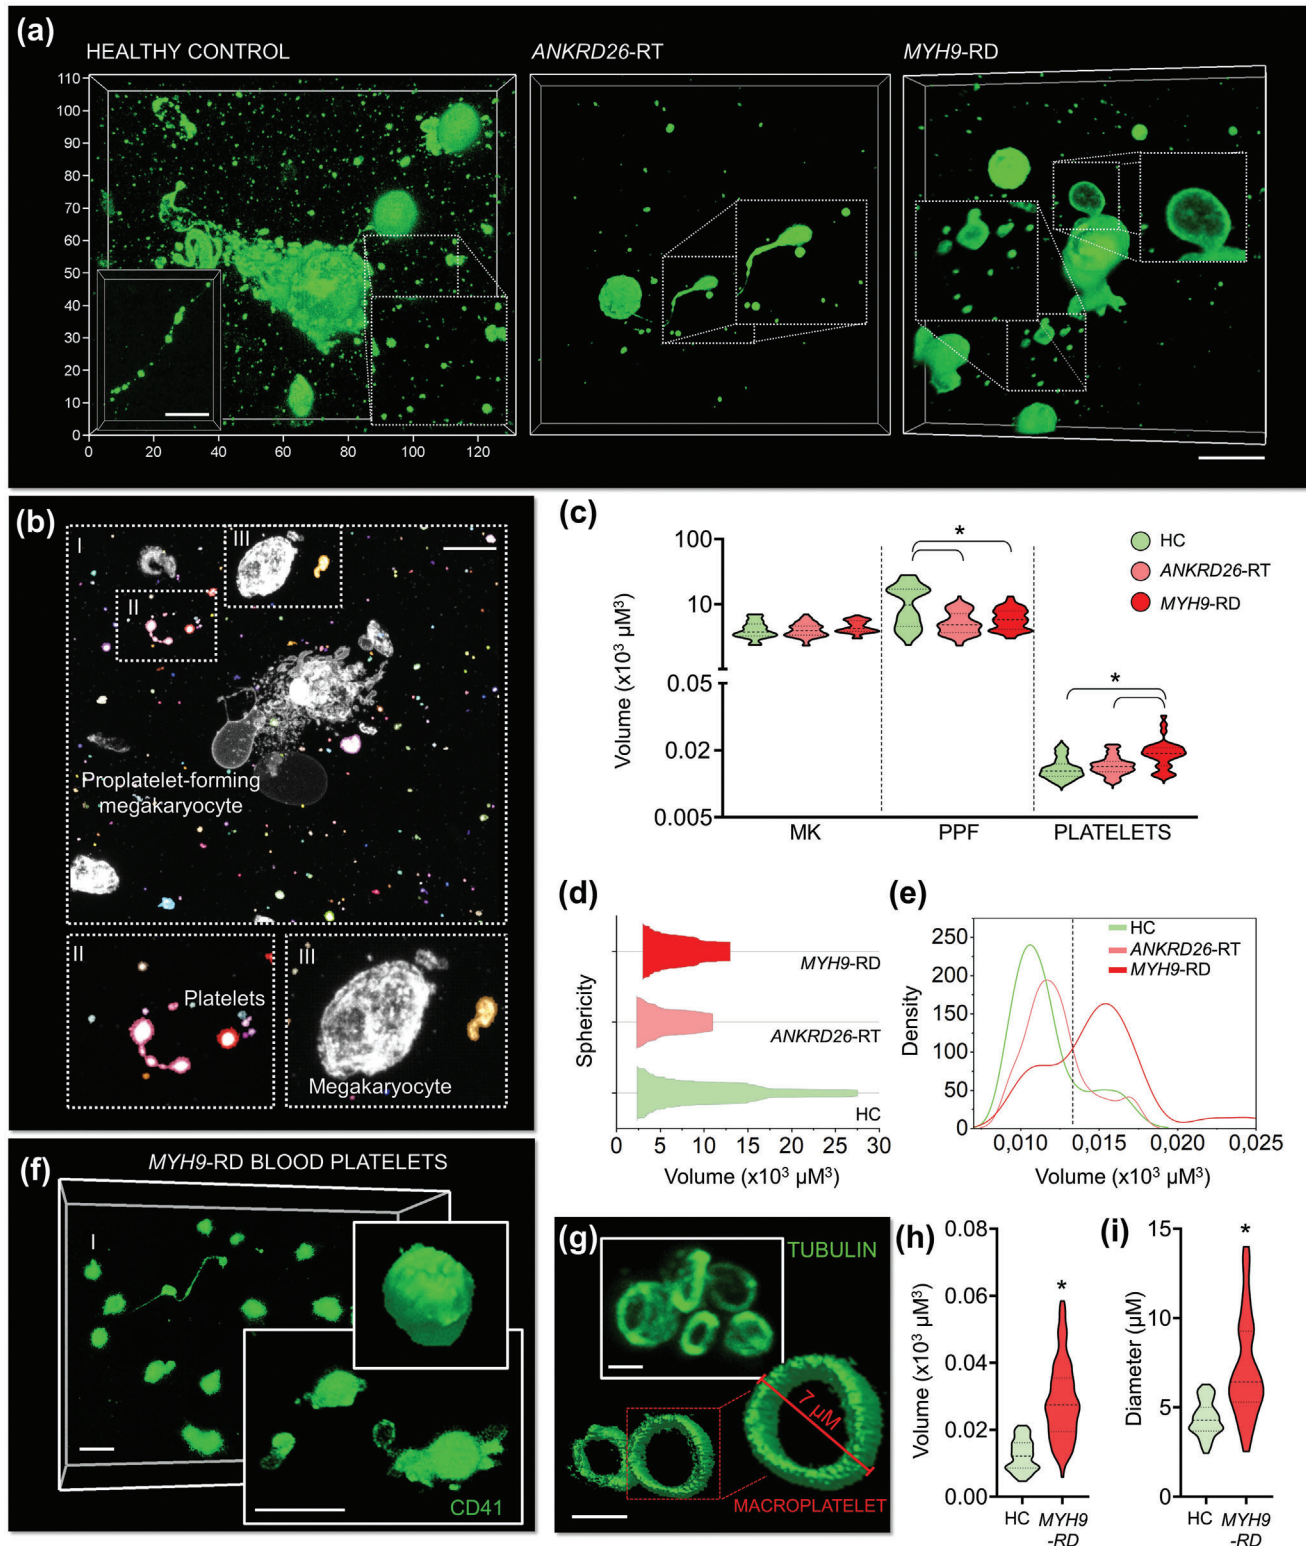 (a)
HEALTHY CONTROL
ANKRD26-RT
MYH9-RD
110
100
90
80
70
60
50
40
30
20
10
0
0 20 40 60 80 100 120
(b)
I
III
II
Proplatelet-forming
megakaryocyte
II
Platelets
III
Megakaryocyte
(c)
Volume (x10³ µM³)
100
10
0.05
0.02
0.005
MK PPF PLATELETS
*
*
HC
ANKRD26-RT
MYH9-RD
(d)
Sphericity
MYH9-RD
ANKRD26-RT
HC
0 5 10 15 20 25 30
Volume (x10³ µM³)
(e)
Density
250
200
150
100
50
0
HC
ANKRD26-RT
MYH9-RD
0,010 0,015 0,020 0,025
Volume (x10³ µM³)
(f)
MYH9-RD BLOOD PLATELETS
I
CD41
(g)
TUBULIN
7 µM
MACROPLATELET
(h)
Volume (x10³ µM³)
0.08
0.06
0.04
0.02
0.00
*
HC MYH9
-RD
(i)
Diameter (µM)
15
10
5
0
*
HC MYH9
-RD